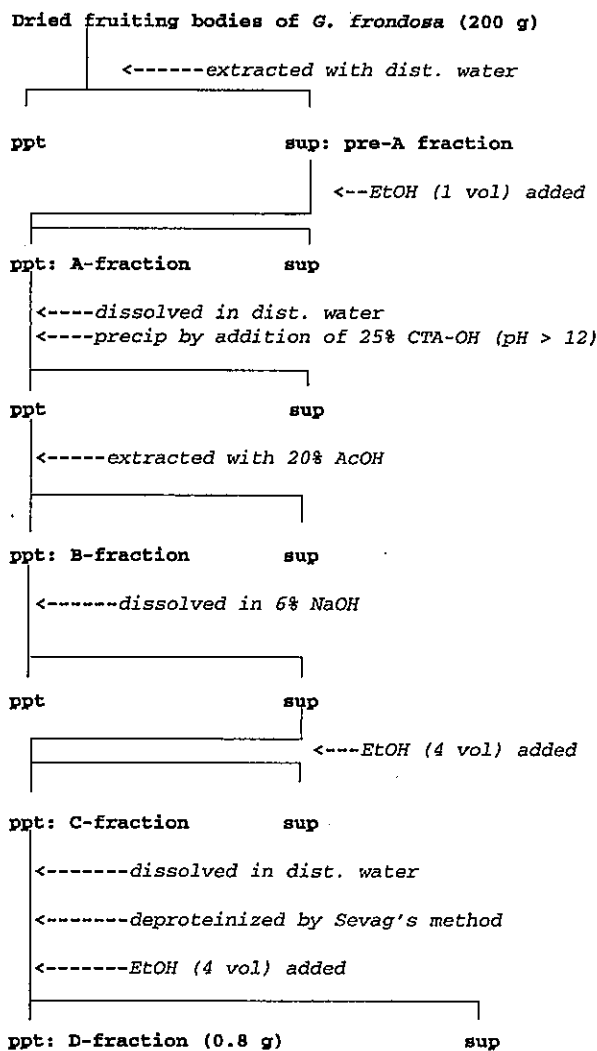 Dried fruiting bodies of G. frondosa (200 g)
<------extracted with dist. water
ppt sup: pre-A fraction
<--EtOH (1 vol) added
ppt: A-fraction sup
<----dissolved in dist. water
<----precip by addition of 25% CTA-OH (pH > 12)
ppt sup
<-----extracted with 20% AcOH
ppt: B-fraction sup
<-------dissolved in 6% NaOH
ppt sup
<---EtOH (4 vol) added
ppt: C-fraction sup
<-------dissolved in dist. water
<-------deproteinized by Sevag's method
<-------EtOH (4 vol) added
ppt: D-fraction (0.8 g) sup